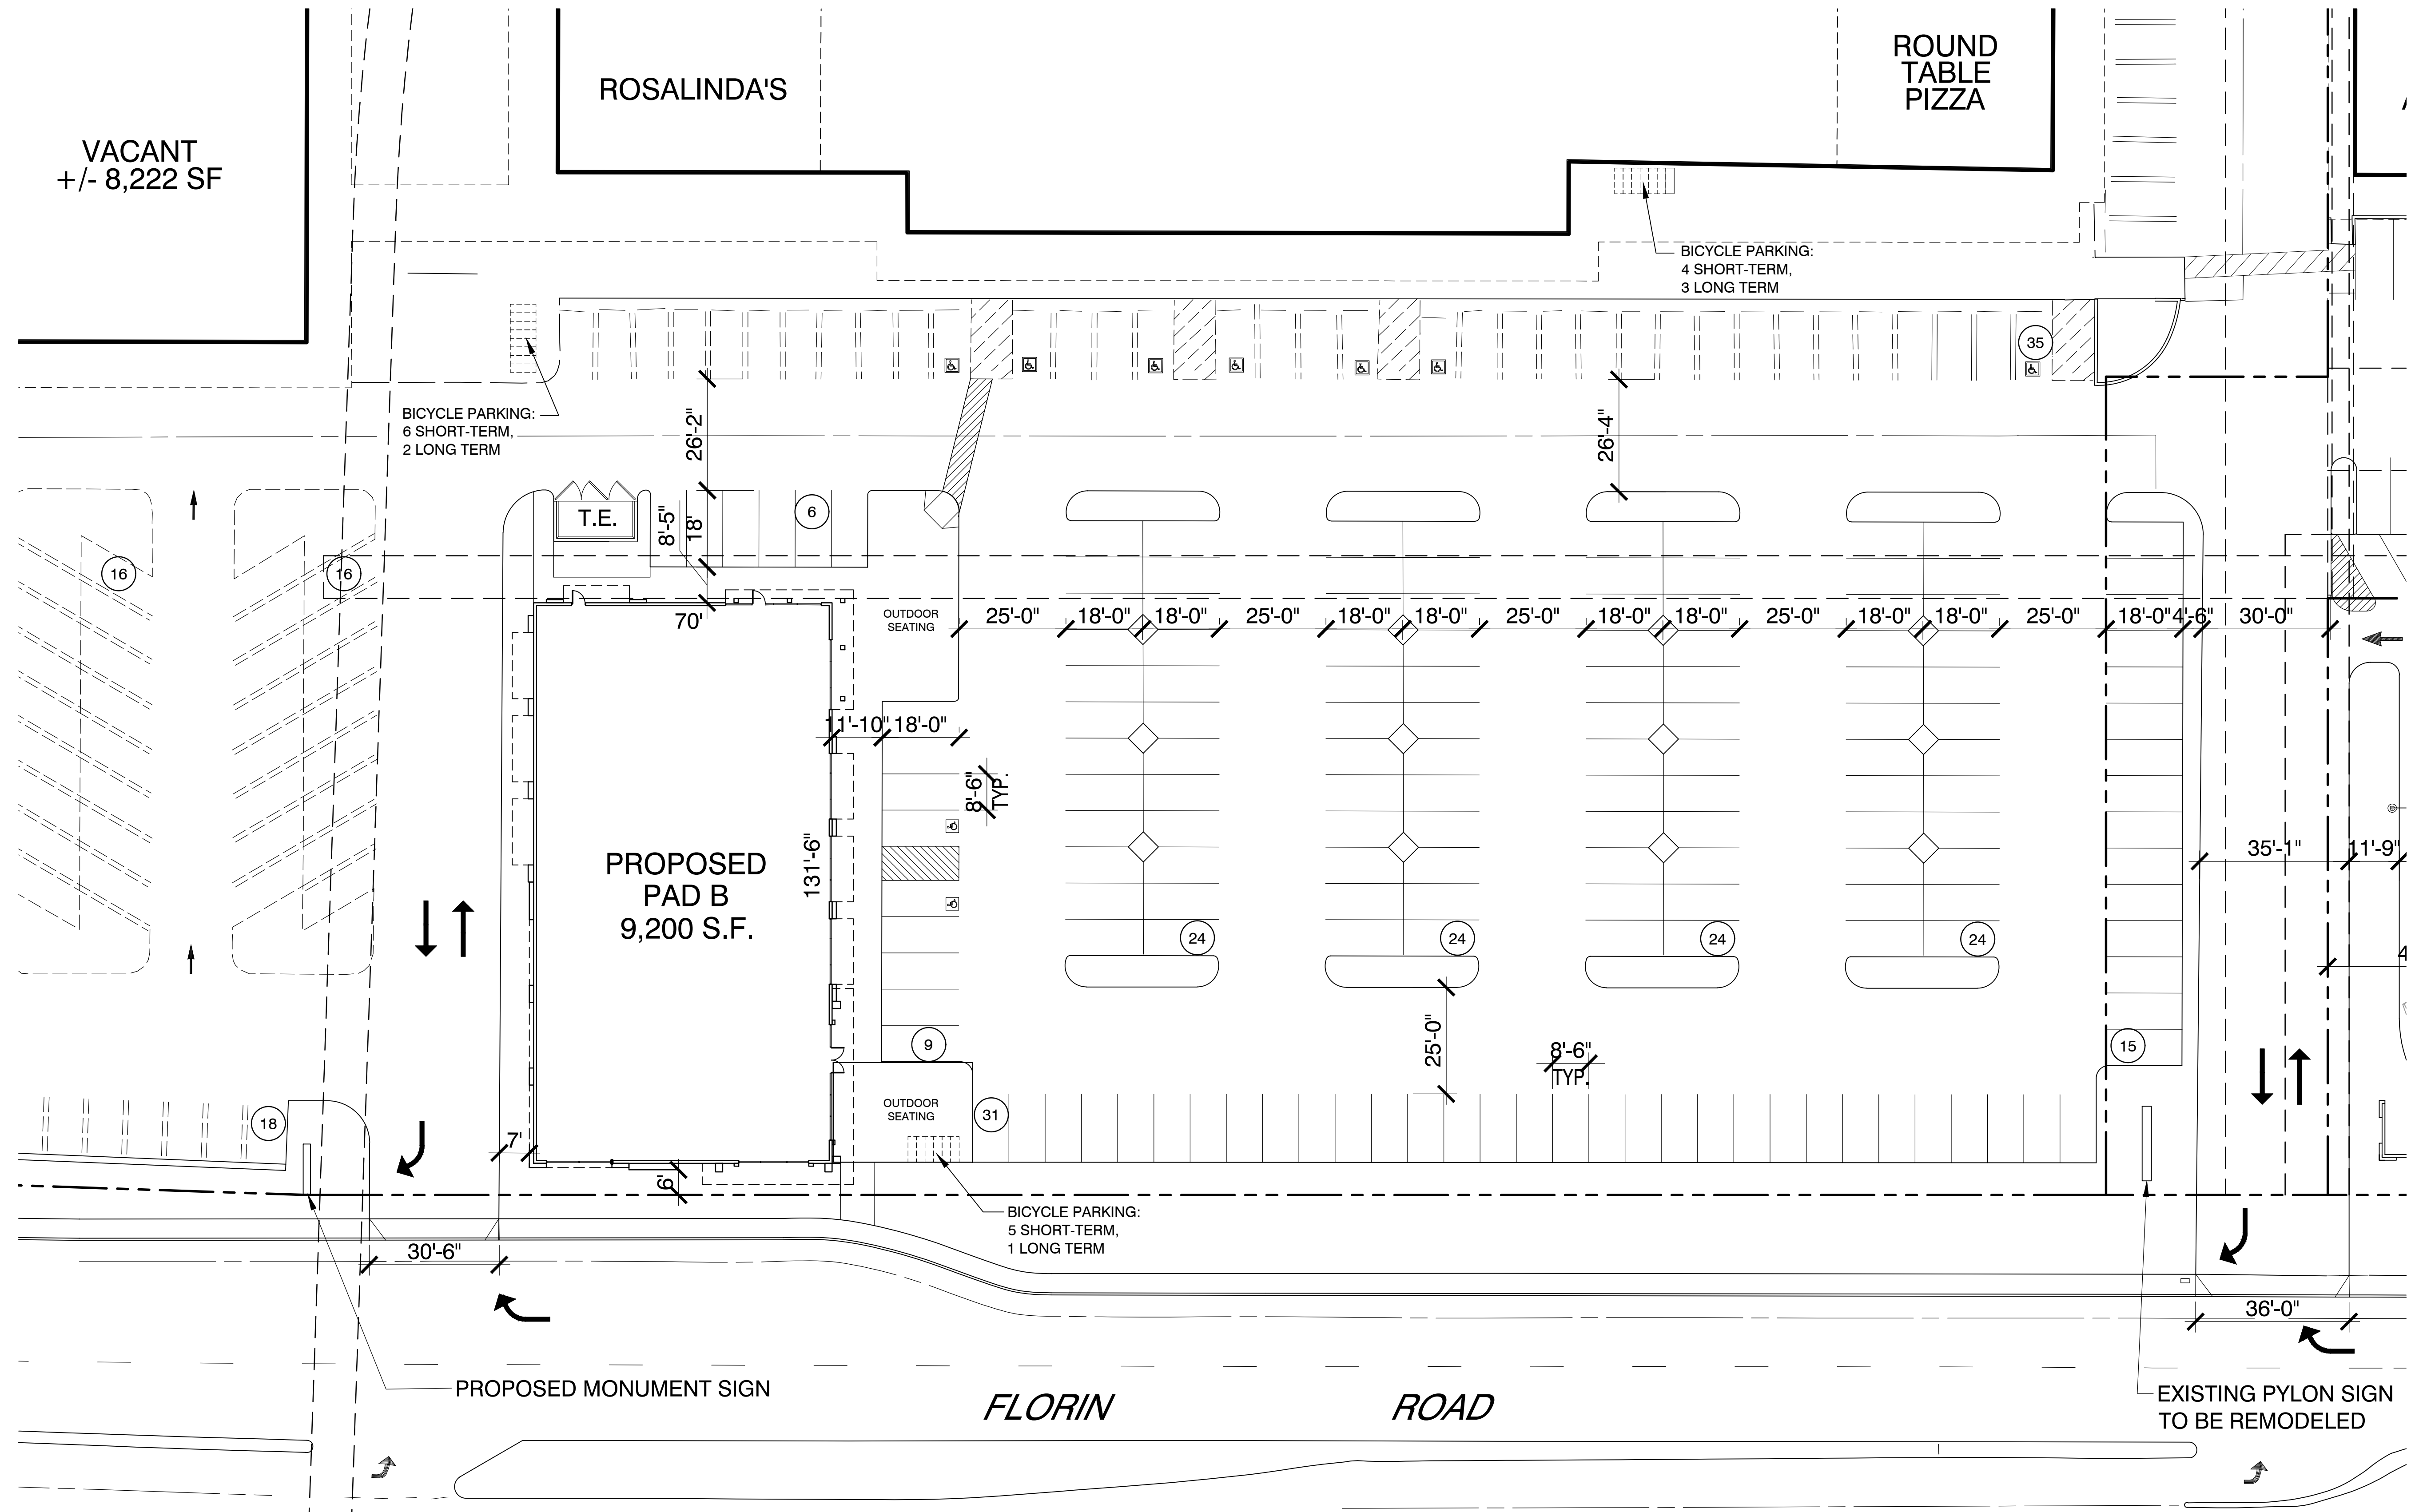 ROSALINDA'S
ROUND
TABLE
PIZZA
VACANT
+/- 8,222 SF
BICYCLE PARKING:
4 SHORT-TERM,
3 LONG TERM
35
BICYCLE PARKING:
6 SHORT-TERM,
2 LONG TERM
26'-2"
26'-4"
T.E.
8'-5"
18'
6
16
16
70'
OUTDOOR
SEATING
25'-0"
18'-0"
18'-0"
25'-0"
18'-0"
18'-0"
25'-0"
18'-0"
18'-0"
25'-0"
18'-0"
18'-0"
25'-0"
18'-0"
4'-6"
30'-0"
11'-10"
18'-0"
8'-6"
TYP.
131'-6"
PROPOSED
PAD B
9,200 S.F.
35'-1"
11'-9"
24
24
24
24
4
9
25'-0"
8'-6"
TYP.
15
OUTDOOR
SEATING
31
18
7'
6'
BICYCLE PARKING:
5 SHORT-TERM,
1 LONG TERM
30'-6"
36'-0"
PROPOSED MONUMENT SIGN
FLORIN ROAD
EXISTING PYLON SIGN
TO BE REMODELED